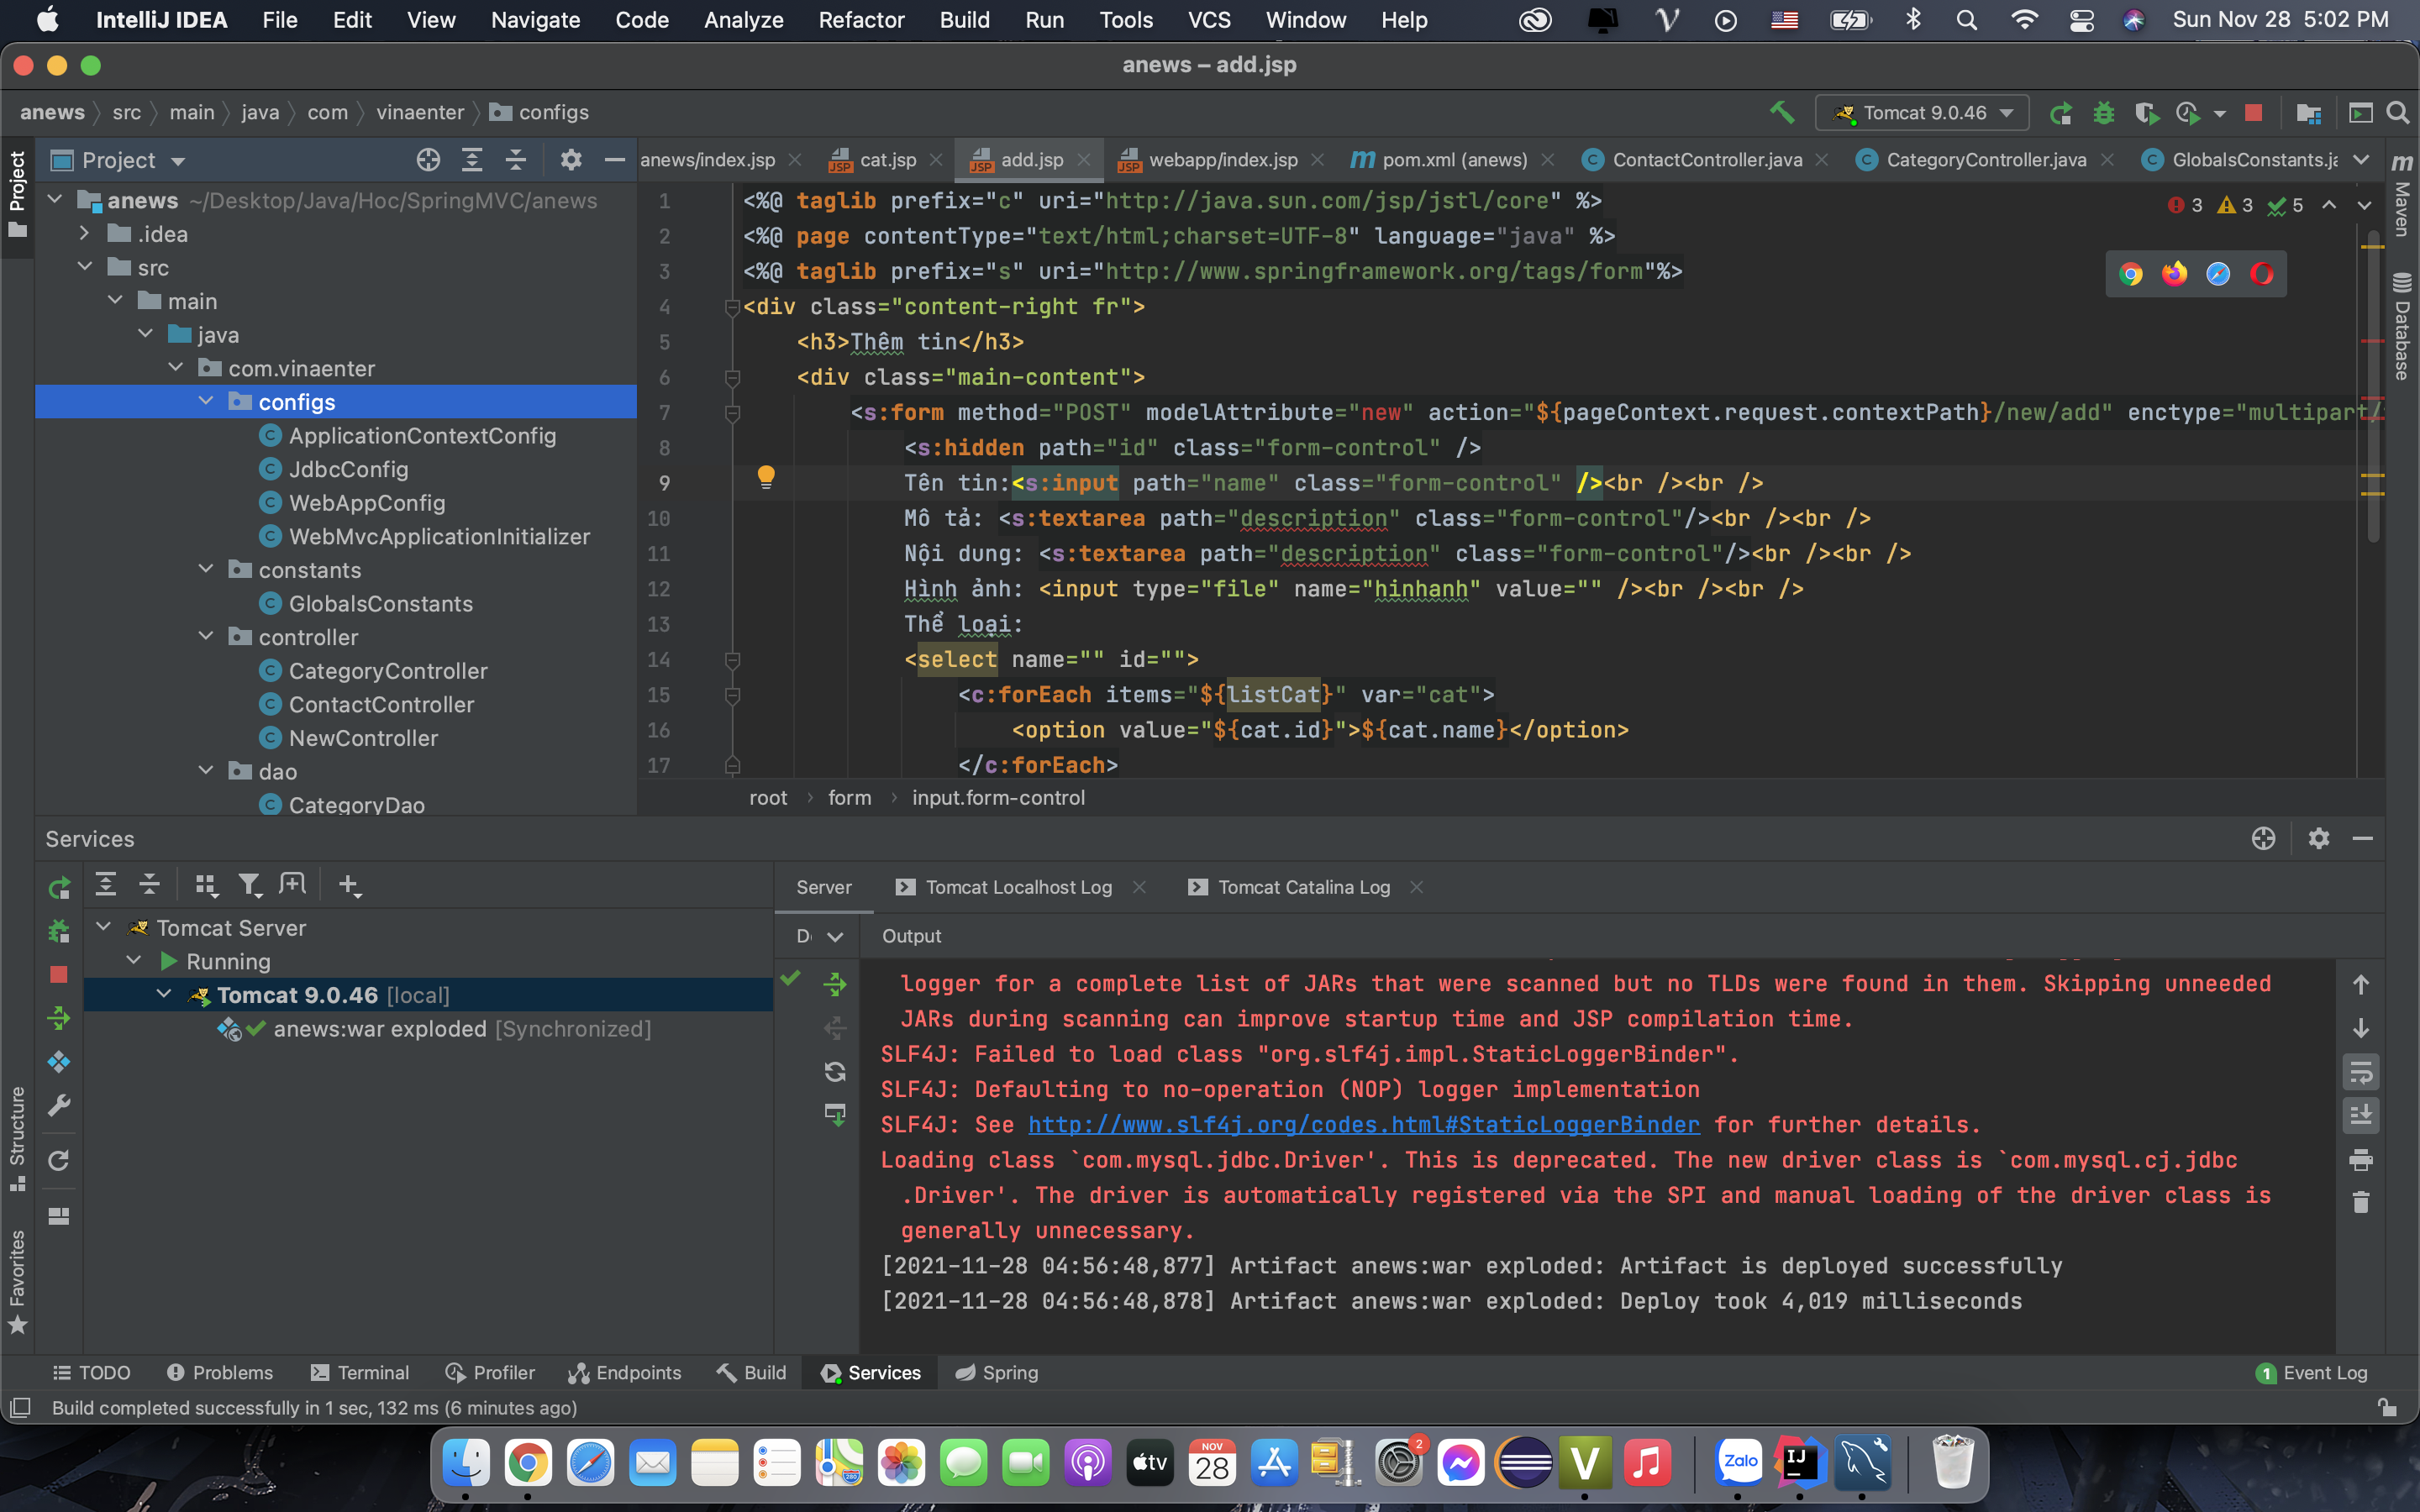 IntelliJ IDEA File Edit View Navigate Code Analyze Refactor Build Run Tools VCS Window Help Sun Nov 28 5:02 PM
anews – add.jsp
anews src main java com vinaenter configs Tomcat 9.0.46
Project
Project
anews ~/Desktop/Java/Hoc/SpringMVC/anews
.idea
src
main
java
com.vinaenter
configs
ApplicationContextConfig
JdbcConfig
WebAppConfig
WebMvcApplicationInitializer
constants
GlobalsConstants
controller
CategoryController
ContactController
NewController
dao
CategoryDao
anews/index.jsp cat.jsp add.jsp webapp/index.jsp pom.xml (anews) ContactController.java CategoryController.java GlobalsConstants.ja
3 3 5
Maven
Database
1 <%@ taglib prefix="c" uri="http://java.sun.com/jsp/jstl/core" %>
2 <%@ page contentType="text/html;charset=UTF-8" language="java" %>
3 <%@ taglib prefix="s" uri="http://www.springframework.org/tags/form"%>
4 <div class="content-right fr">
5 <h3>Thêm tin</h3>
6 <div class="main-content">
7 <s:form method="POST" modelAttribute="new" action="${pageContext.request.contextPath}/new/add" enctype="multipart/
8 <s:hidden path="id" class="form-control" />
9 Tên tin:<s:input path="name" class="form-control" /><br /><br />
10 Mô tả: <s:textarea path="description" class="form-control"/><br /><br />
11 Nội dung: <s:textarea path="description" class="form-control"/><br /><br />
12 Hình ảnh: <input type="file" name="hinhanh" value="" /><br /><br />
13 Thể loại:
14 <select name="" id="">
15 <c:forEach items="${listCat}" var="cat">
16 <option value="${cat.id}">${cat.name}</option>
17 </c:forEach>
root form input.form-control
Services
Tomcat Server
Running
Tomcat 9.0.46 [local]
anews:war exploded [Synchronized]
Structure
Favorites
Server Tomcat Localhost Log Tomcat Catalina Log
Output
logger for a complete list of JARs that were scanned but no TLDs were found in them. Skipping unneeded
JARs during scanning can improve startup time and JSP compilation time.
SLF4J: Failed to load class "org.slf4j.impl.StaticLoggerBinder".
SLF4J: Defaulting to no-operation (NOP) logger implementation
SLF4J: See http://www.slf4j.org/codes.html#StaticLoggerBinder for further details.
Loading class `com.mysql.jdbc.Driver'. This is deprecated. The new driver class is `com.mysql.cj.jdbc
.Driver'. The driver is automatically registered via the SPI and manual loading of the driver class is
generally unnecessary.
[2021-11-28 04:56:48,877] Artifact anews:war exploded: Artifact is deployed successfully
[2021-11-28 04:56:48,878] Artifact anews:war exploded: Deploy took 4,019 milliseconds
TODO Problems Terminal Profiler Endpoints Build Services Spring 1 Event Log
Build completed successfully in 1 sec, 132 ms (6 minutes ago)
tv NOV 28 2 V Zalo IJ